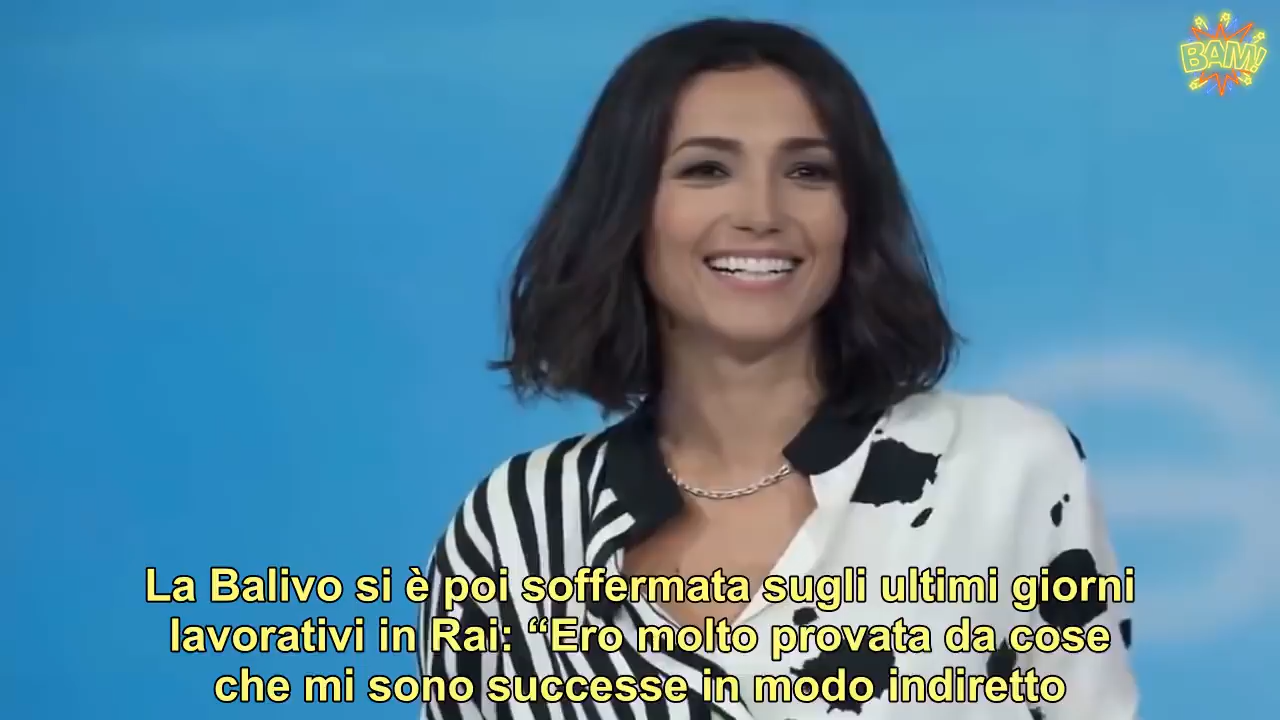 BAM!
La Balivo si è poi soffermata sugli ultimi giorni
lavorativi in Rai: “Ero molto provata da cose
che mi sono successe in modo indiretto